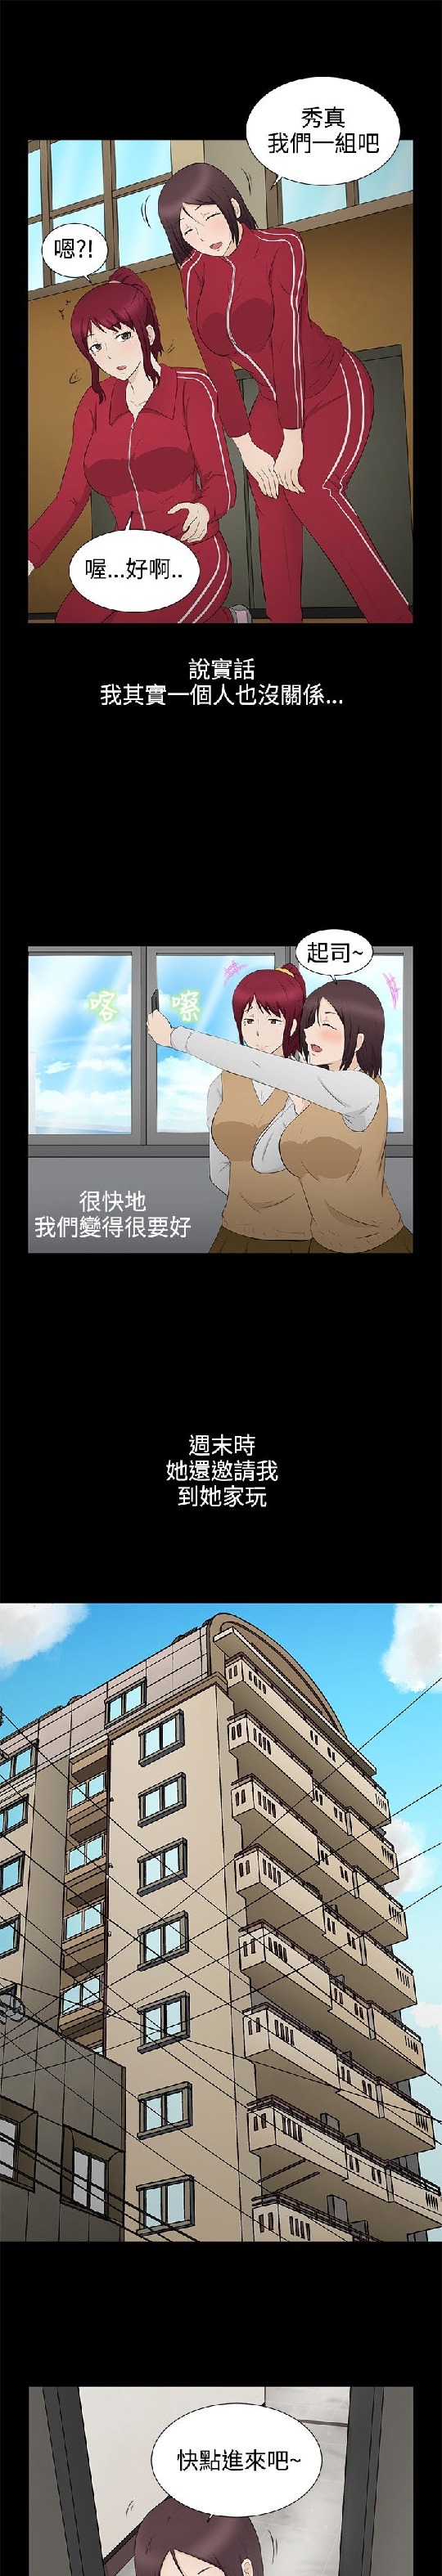 秀真
我們一組吧
嗯?!
喔...好啊..
說實話
我其實一個人也沒關係...
起司~
喀 嚓
很快地
我們變得很要好
週末時
她還邀請我
到她家玩
快點進來吧~